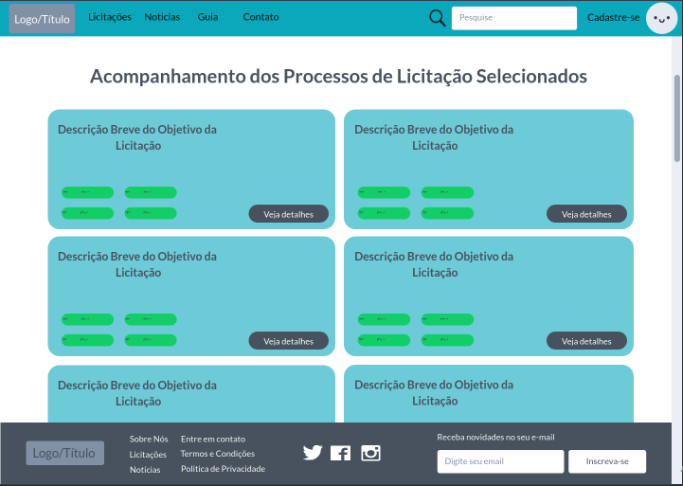 Logo/Título
Licitações
Noticias
Guia
Contato
Pesquise
Cadastre-se
Acompanhamento dos Processos de Licitação Selecionados
Descrição Breve do Objetivo da
Licitação
Veja detalhes
Descrição Breve do Objetivo da
Licitação
Veja detalhes
Descrição Breve do Objetivo da
Licitação
Veja detalhes
Descrição Breve do Objetivo da
Licitação
Veja detalhes
Descrição Breve do Objetivo da
Licitação
Descrição Breve do Objetivo da
Licitação
Logo/Título
Sobre Nós
Licitações
Notícias
Entre em contato
Termos e Condições
Política de Privacidade
Receba novidades no seu e-mail
Digite seu email
Inscreva-se